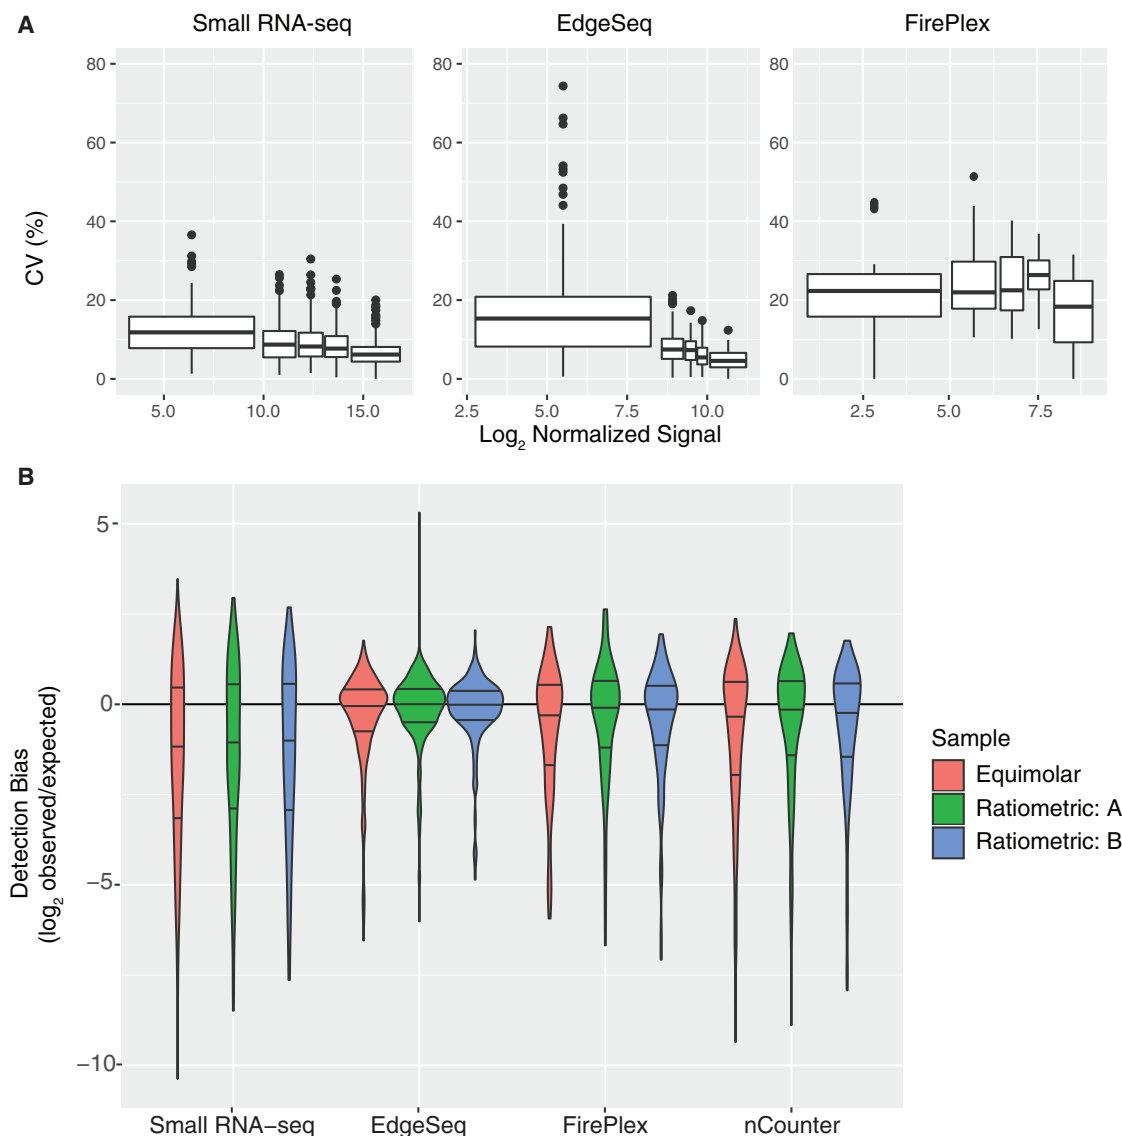 A
Small RNA-seq
EdgeSeq
FirePlex
CV (%)
80
60
40
20
0
5.0
10.0
15.0
80
60
40
20
0
2.5
5.0
7.5
10.0
80
60
40
20
0
2.5
5.0
7.5
Log2 Normalized Signal
B
Detection Bias
(log2 observed/expected)
5
0
−5
−10
Small RNA−seq
EdgeSeq
FirePlex
nCounter
Sample
Equimolar
Ratiometric: A
Ratiometric: B